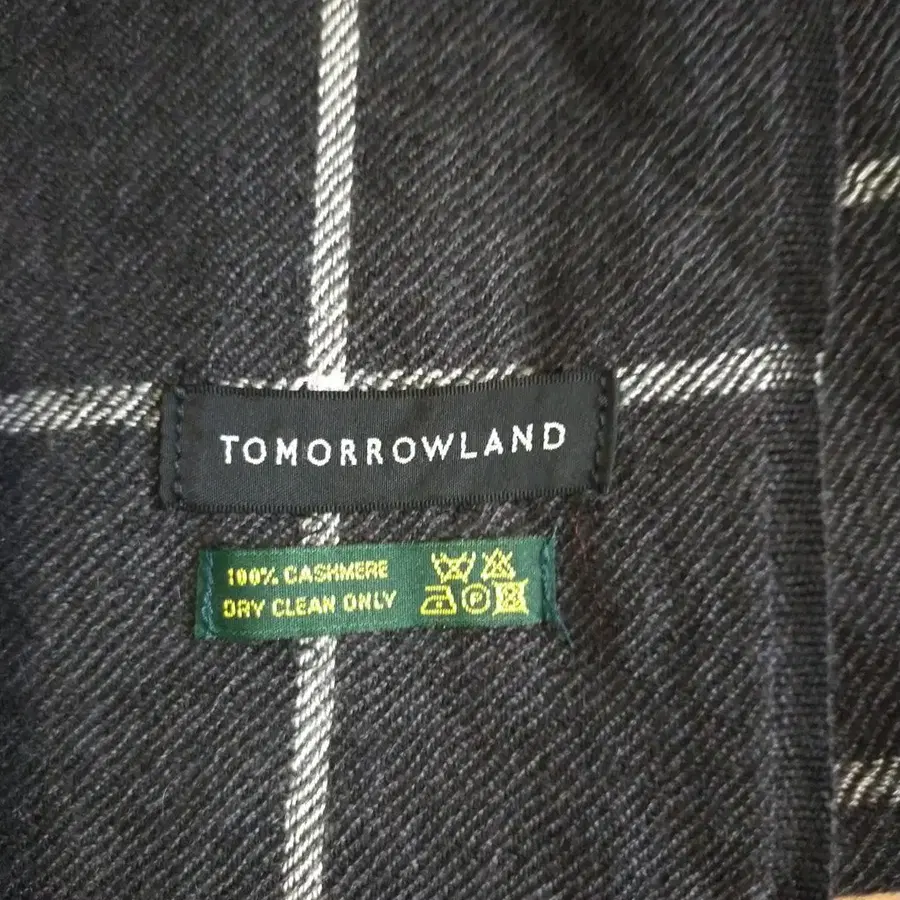 TOMORROWLAND
100% CASHMERE
DRY CLEAN ONLY
P